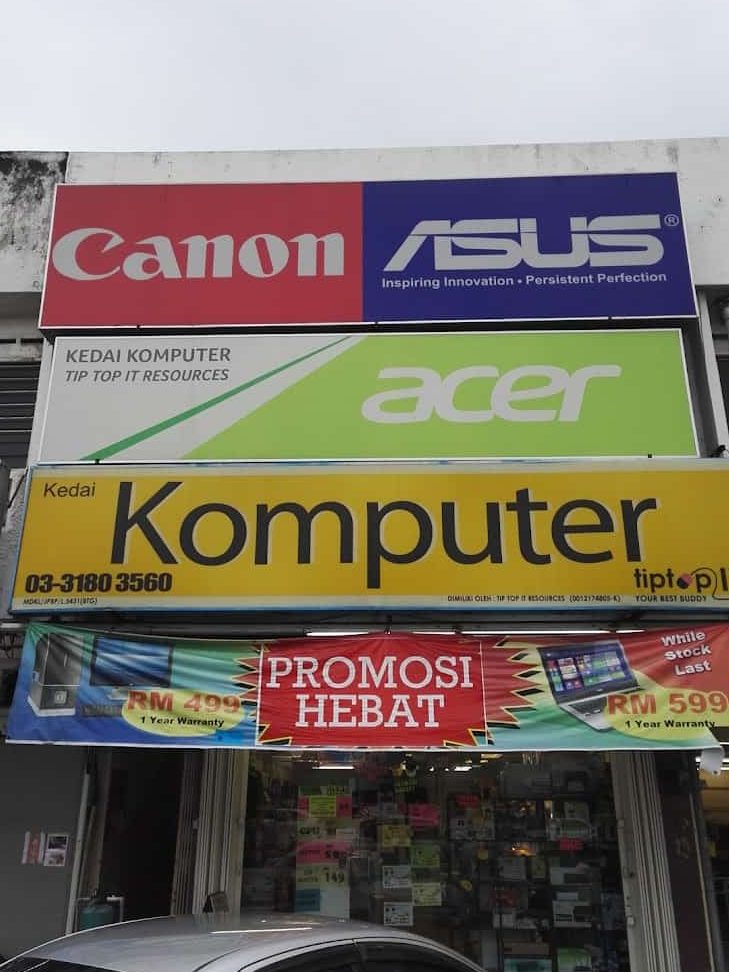 Canon
ASUS®
Inspiring Innovation • Persistent Perfection
KEDAI KOMPUTER
TIP TOP IT RESOURCES
acer
Kedai
Komputer
03-3180 3560
tiptop
YOUR BEST BUDDY
DIMILIKI OLEH : TIP TOP IT RESOURCES (001217480S-K)
PROMOSI
HEBAT
RM 499
1 Year Warranty
While
Stock
Last
RM 599
1 Year Warranty